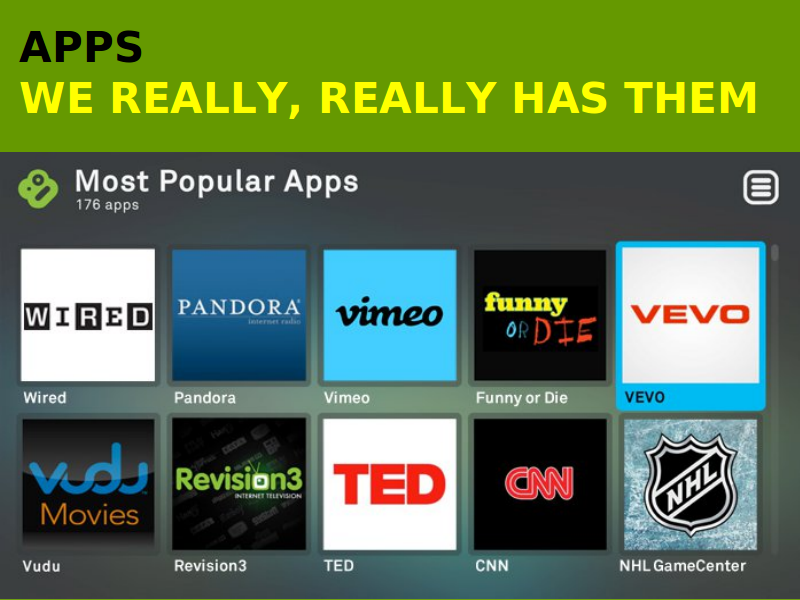 APPS
WE REALLY, REALLY HAS THEM
Most Popular Apps
176 apps
WIRED
PANDORA
internet radio
vimeo
funny
OR DIE
VEVO
Wired
Pandora
Vimeo
Funny or Die
VEVO
vudu
Movies
Revision3
INTERNET TELEVISION
TED
CNN
NHL
Vudu
Revision3
TED
CNN
NHL GameCenter